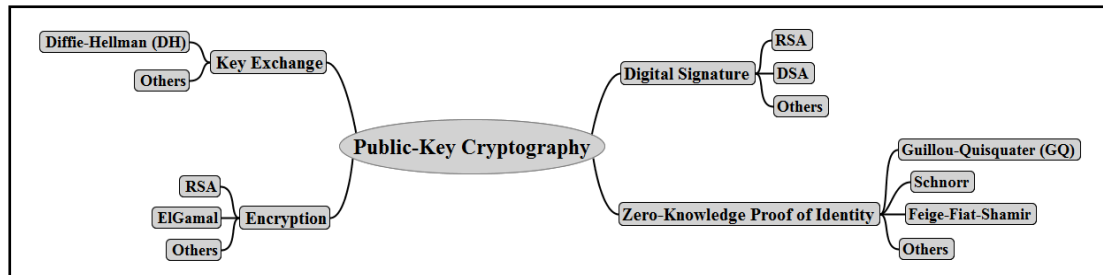 Public-Key Cryptography
Key Exchange
Diffie-Hellman (DH)
Others
Encryption
RSA
ElGamal
Others
Digital Signature
RSA
DSA
Others
Zero-Knowledge Proof of Identity
Guillou-Quisquater (GQ)
Schnorr
Feige-Fiat-Shamir
Others